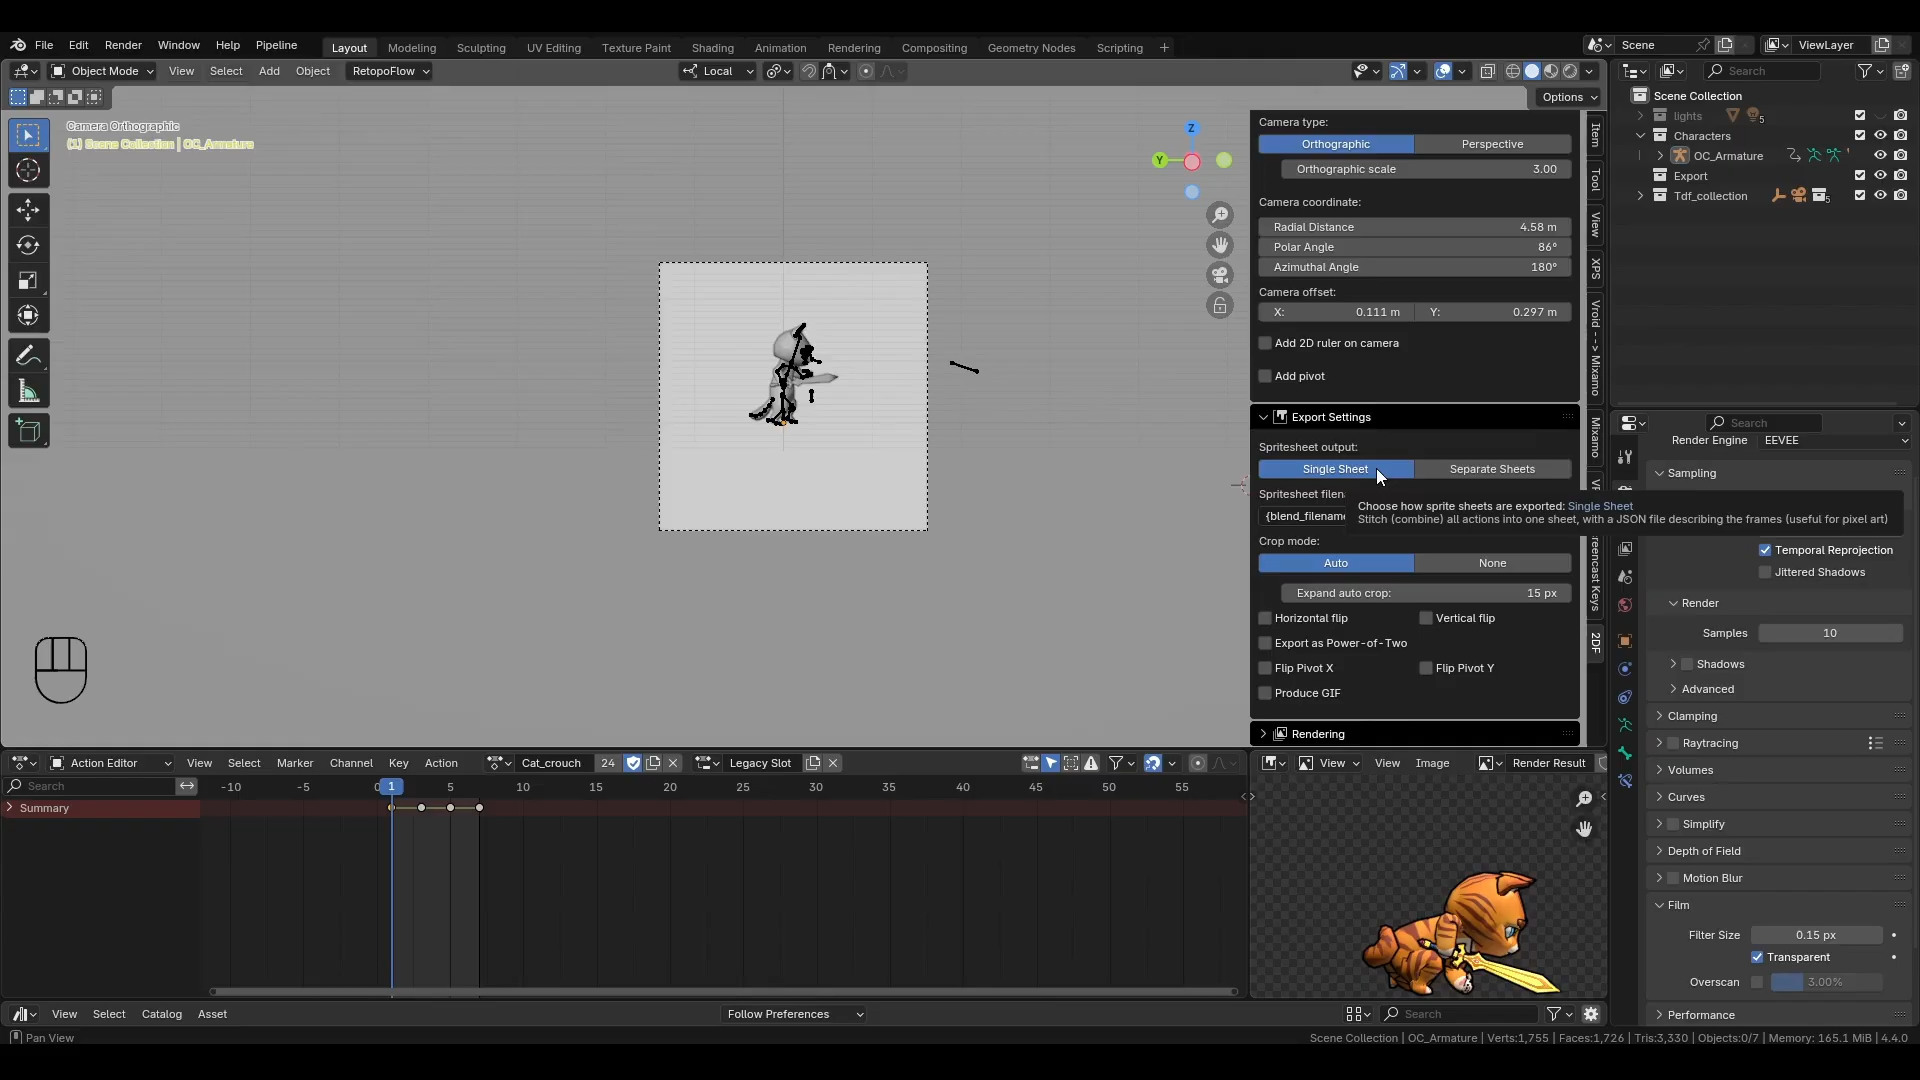 File Edit Render Window Help Pipeline Layout Modeling Sculpting UV Editing Texture Paint Shading Animation Rendering Compositing Geometry Nodes Scripting + Scene ViewLayer
Object Mode View Select Add Object RetopoFlow Local Search
Options
Camera Orthographic
(1) Scene Collection | OC_Armature
Z
Y
Camera type:
Orthographic Perspective
Orthographic scale 3.00
Camera coordinate:
Radial Distance 4.58 m
Polar Angle 86°
Azimuthal Angle 180°
Camera offset:
X: 0.111 m Y: 0.297 m
Add 2D ruler on camera
Add pivot
Export Settings
Spritesheet output:
Single Sheet Separate Sheets
Spritesheet filen
{blend_filename
Choose how sprite sheets are exported: Single Sheet
Stitch (combine) all actions into one sheet, with a JSON file describing the frames (useful for pixel art)
Crop mode:
Auto None
Expand auto crop: 15 px
Horizontal flip Vertical flip
Export as Power-of-Two
Flip Pivot X Flip Pivot Y
Produce GIF
Rendering
Item
Tool
View
XPS
Vroid --> Mixamo
Mixamo
2DF
Scene Collection
lights 5
Characters
OC_Armature
Export
Tdf_collection 5
Search
Render Engine EEVEE
Sampling
Temporal Reprojection
Jittered Shadows
Render
Samples 10
Shadows
Advanced
Clamping
Raytracing
Volumes
Curves
Simplify
Depth of Field
Motion Blur
Film
Filter Size 0.15 px
Transparent
Overscan 3.00%
Performance
Action Editor View Select Marker Channel Key Action Cat_crouch 24 Legacy Slot
Search -10 -5 0 1 5 10 15 20 25 30 35 40 45 50 55
Summary
View View Image Render Result
View Select Catalog Asset Follow Preferences Search
Pan View Scene Collection | OC_Armature | Verts:1,755 | Faces:1,726 | Tris:3,330 | Objects:0/7 | Memory: 165.1 MiB | 4.4.0